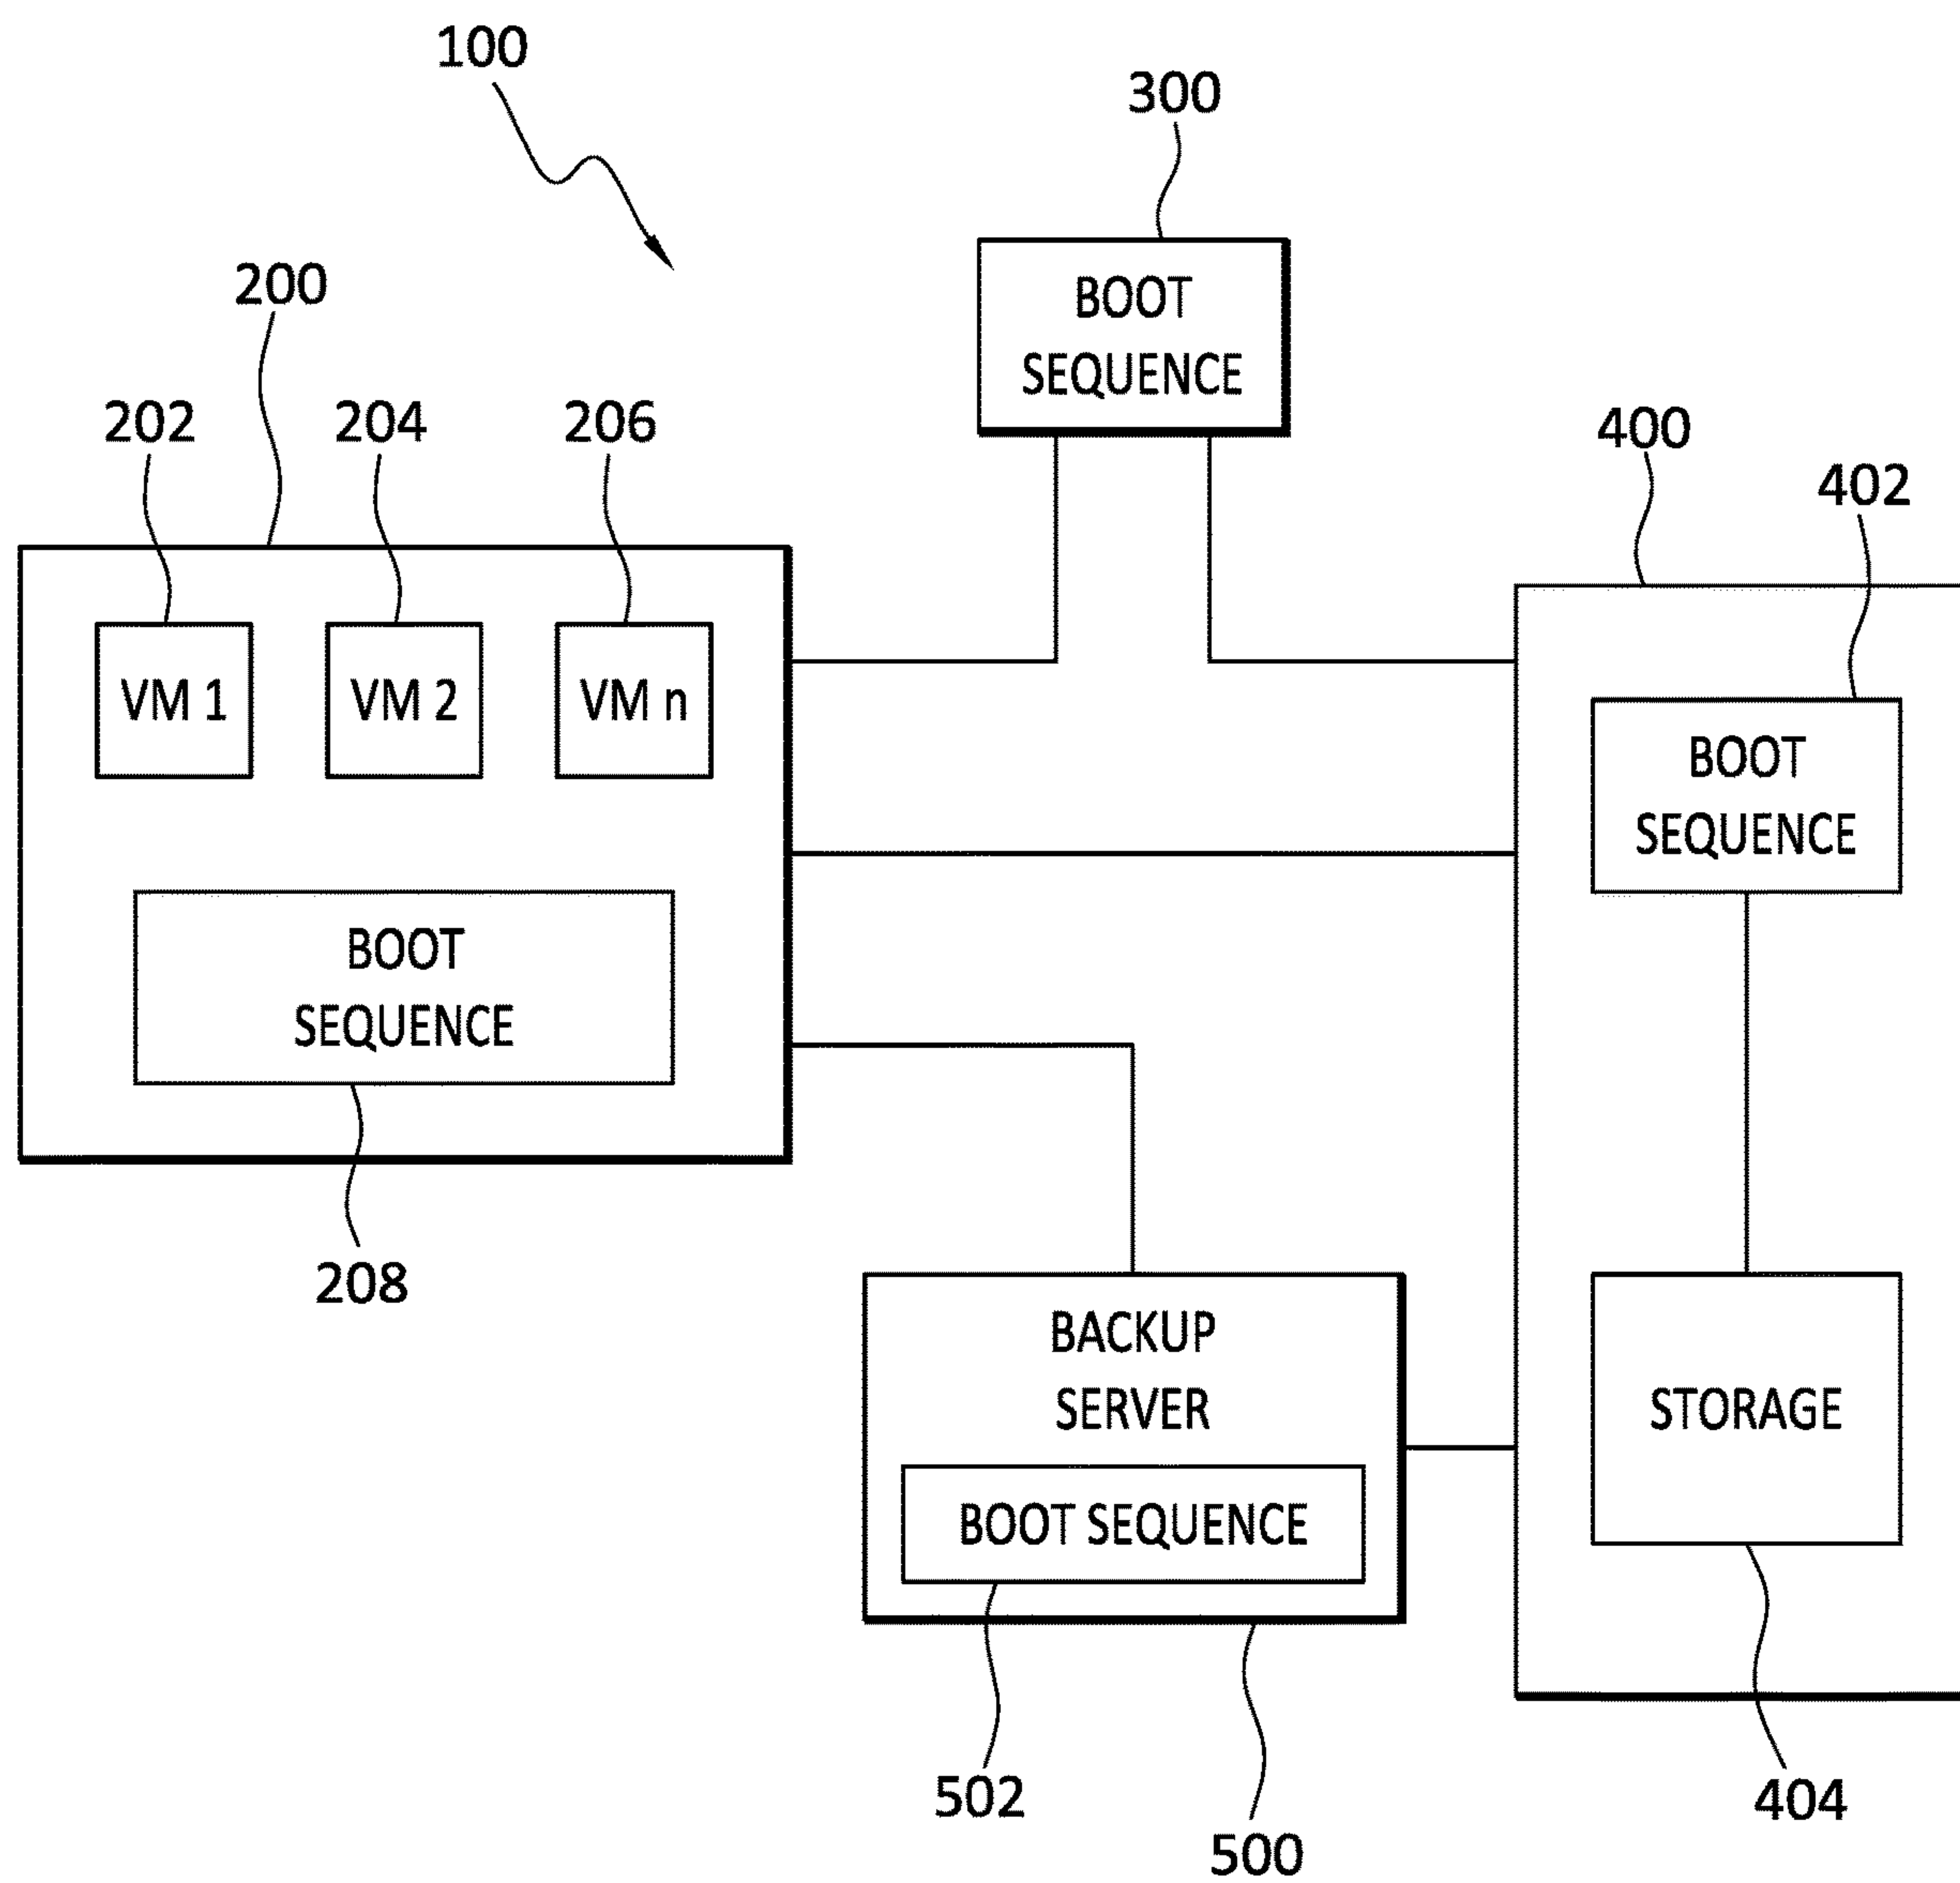 100
300
200
BOOT
SEQUENCE
202
204
206
400
402
VM 1
VM 2
VM n
BOOT
SEQUENCE
BOOT
SEQUENCE
208
BACKUP
SERVER
STORAGE
BOOT SEQUENCE
502
404
500